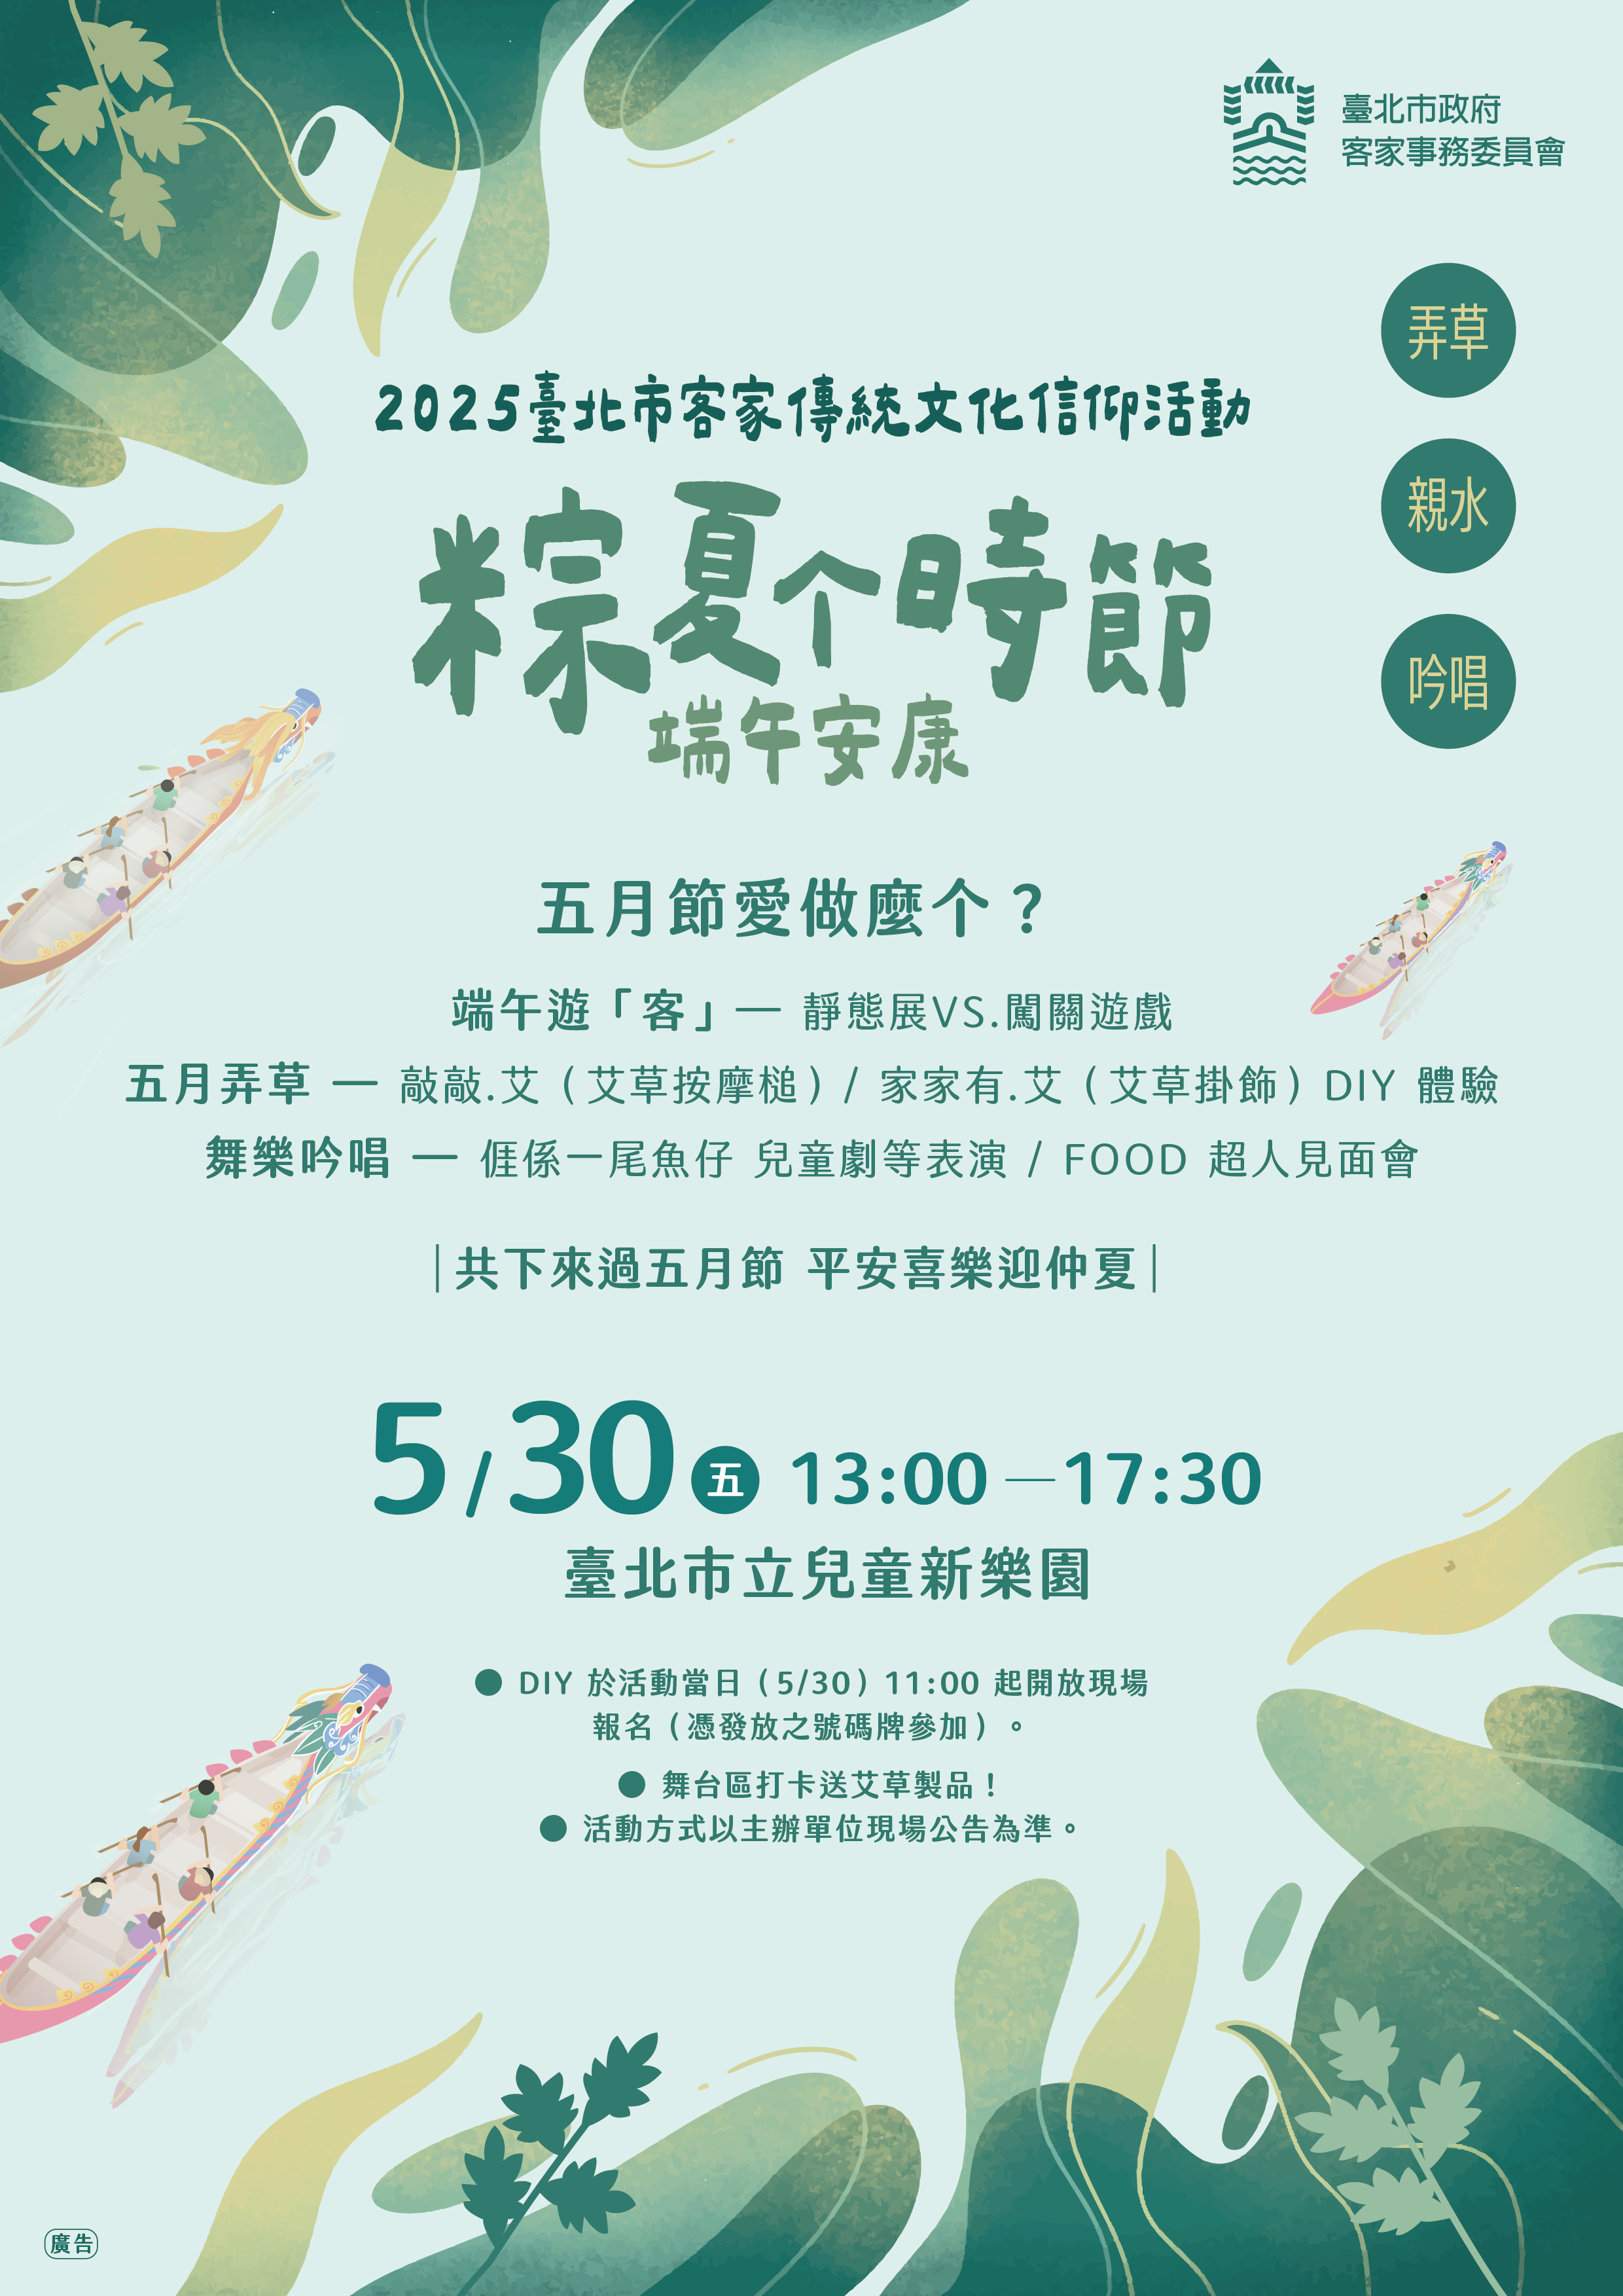 臺北市政府
客家事務委員會
弄草
親水
吟唱
2025臺北市客家傳統文化信仰活動
粽夏个時節
端午安康
五月節愛做麼个？
端午遊「客」— 靜態展VS.闖關遊戲
五月弄草 — 敲敲.艾（艾草按摩槌）/ 家家有.艾（艾草掛飾）DIY 體驗
舞樂吟唱 — 𠊎係一尾魚仔 兒童劇等表演 / FOOD 超人見面會
|共下來過五月節 平安喜樂迎仲夏|
5/30 五 13:00 —17:30
臺北市立兒童新樂園
● DIY 於活動當日（5/30）11:00 起開放現場
報名（憑發放之號碼牌參加）。
● 舞台區打卡送艾草製品！
● 活動方式以主辦單位現場公告為準。
廣告